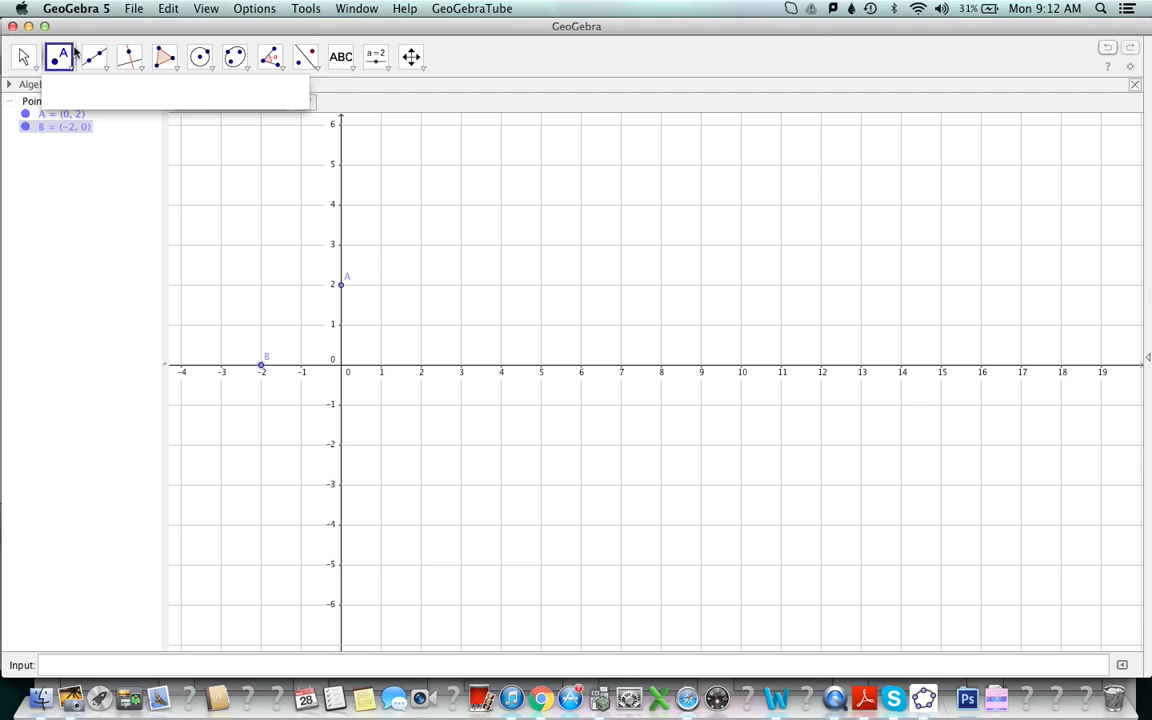 GeoGebra 5 File Edit View Options Tools Window Help GeoGebraTube 31% Mon 9:12 AM
GeoGebra
A ABC a=2 ?
Point
A = (0, 2)
B = (−2, 0)
6
5
4
3
A
2
1
B
0
−4 −3 −2 −1 0 1 2 3 4 5 6 7 8 9 10 11 12 13 14 15 16 17 18 19
−1
−2
−3
−4
−5
−6
Input:
28